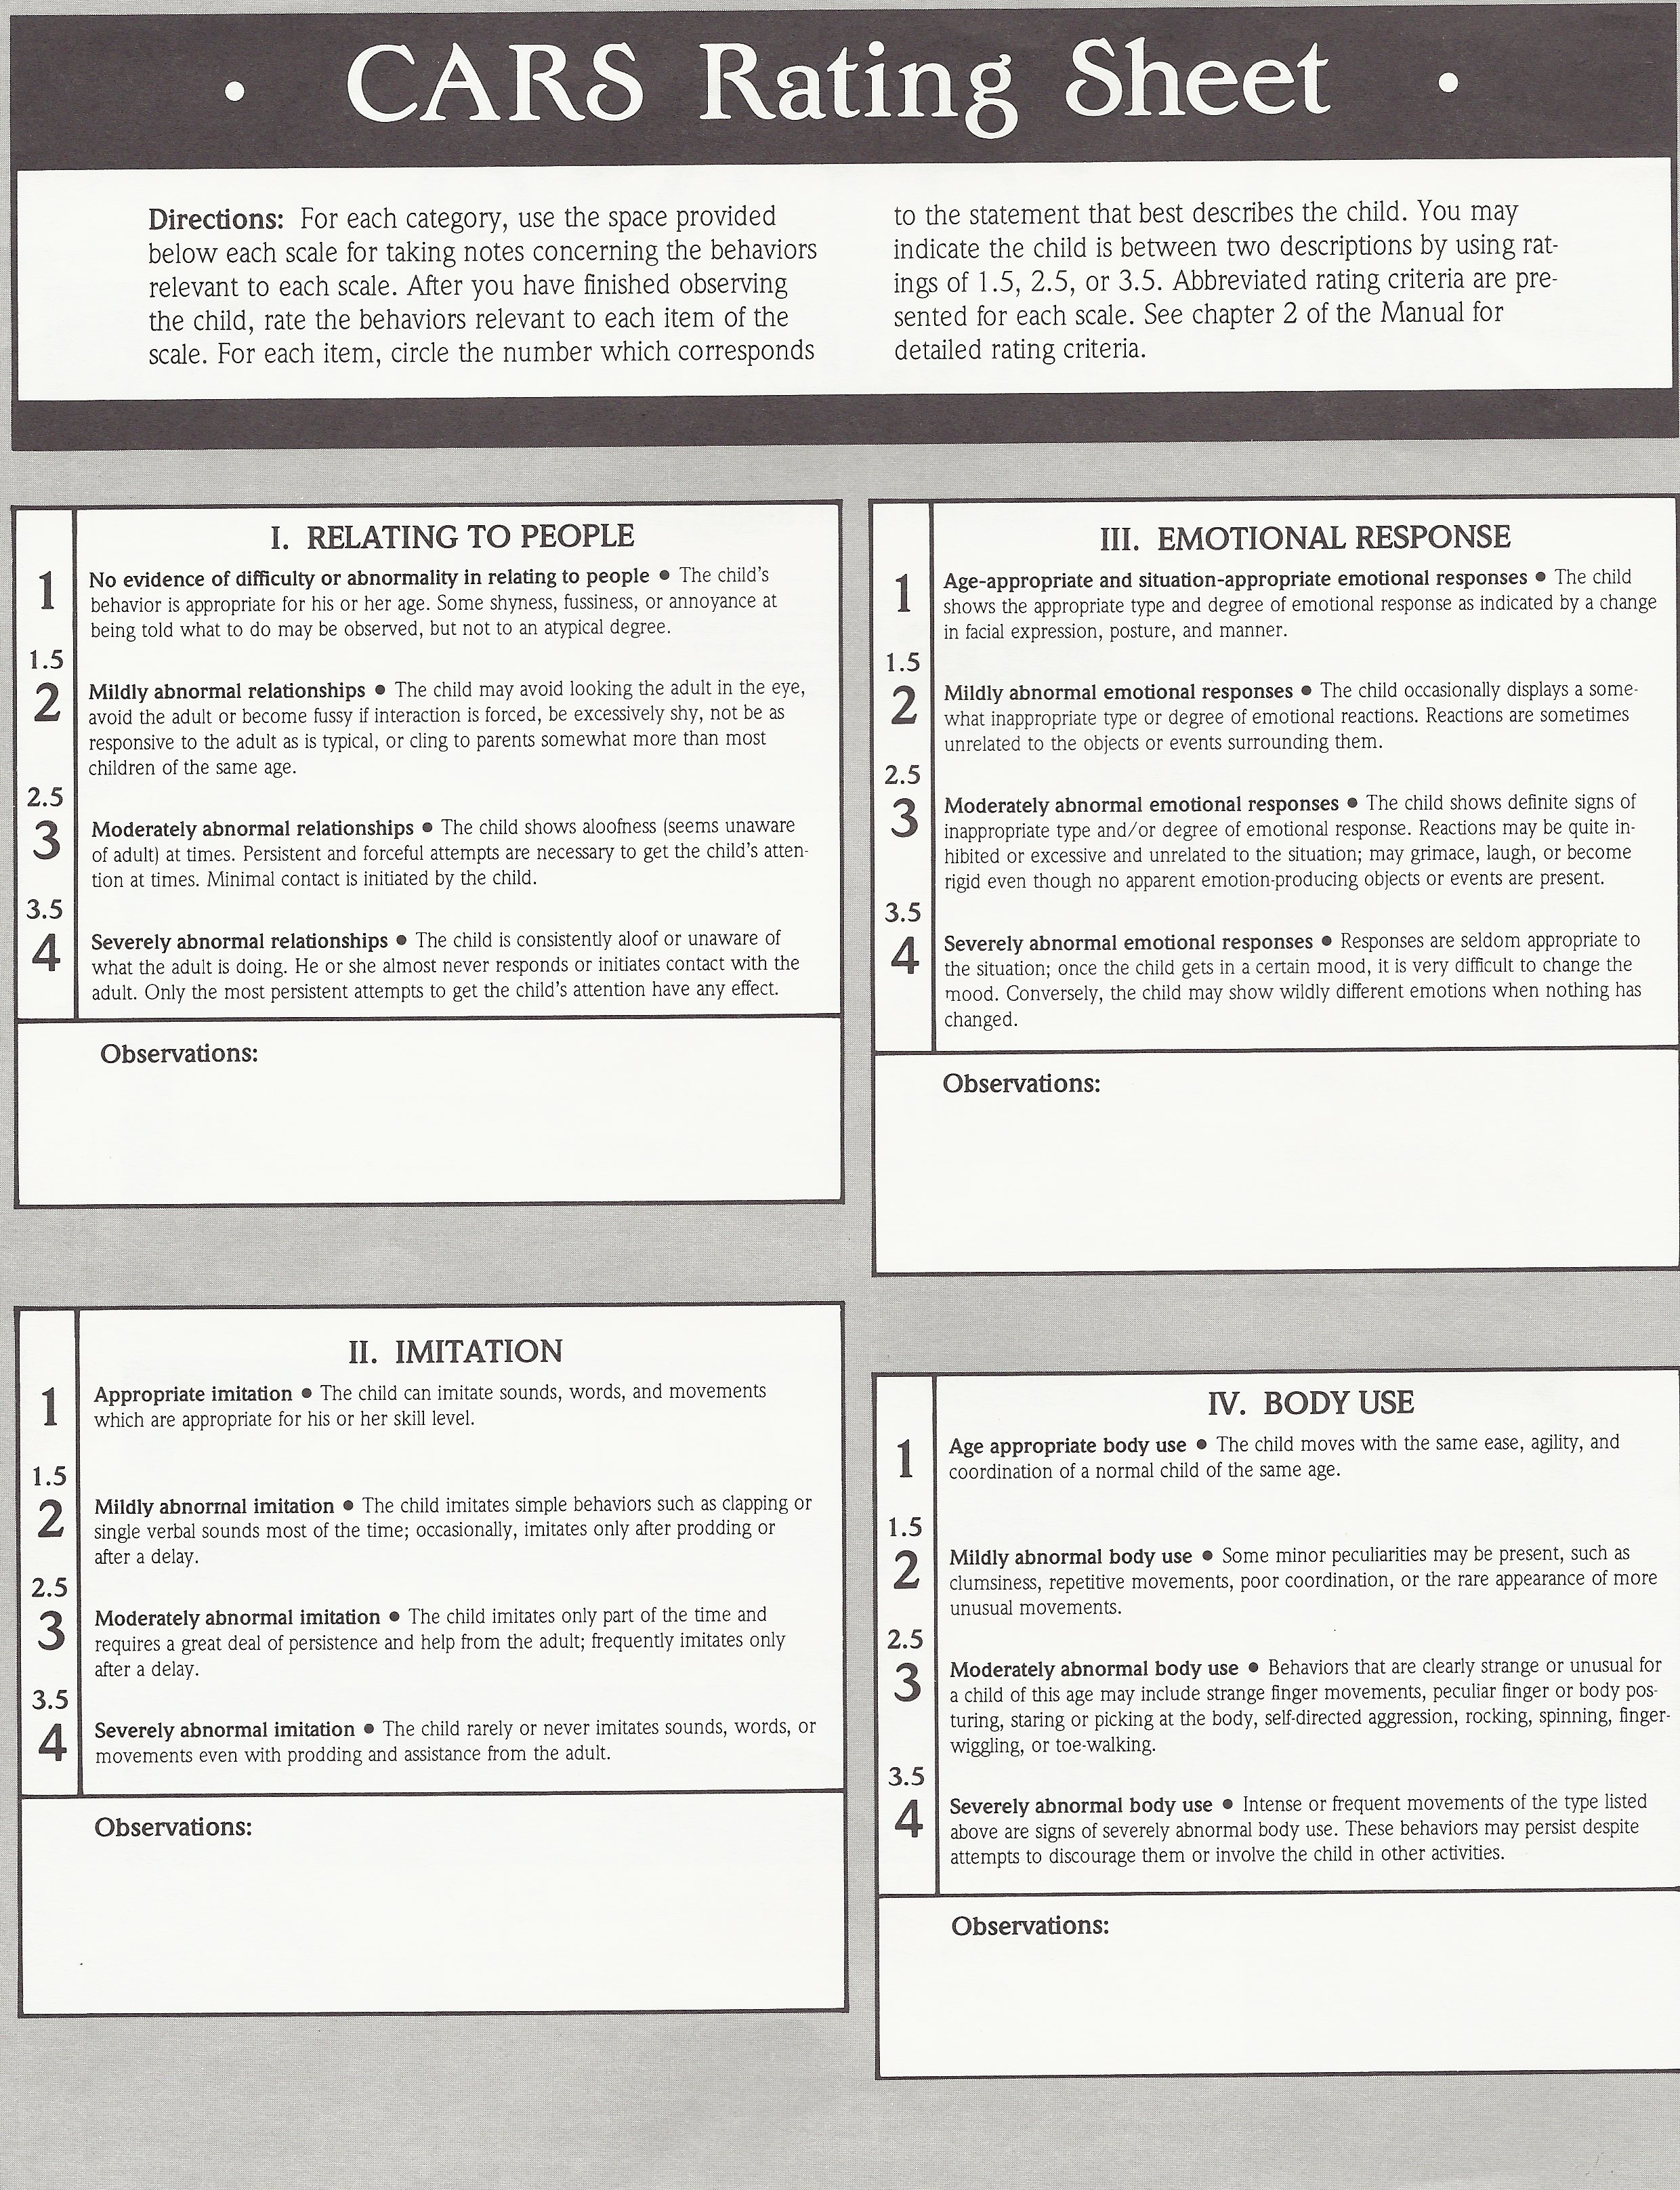 • CARS Rating Sheet •
Directions: For each category, use the space provided
below each scale for taking notes concerning the behaviors
relevant to each scale. After you have finished observing
the child, rate the behaviors relevant to each item of the
scale. For each item, circle the number which corresponds
to the statement that best describes the child. You may
indicate the child is between two descriptions by using rat-
ings of 1.5, 2.5, or 3.5. Abbreviated rating criteria are pre-
sented for each scale. See chapter 2 of the Manual for
detailed rating criteria.
I. RELATING TO PEOPLE
1 No evidence of difficulty or abnormality in relating to people • The child's
behavior is appropriate for his or her age. Some shyness, fussiness, or annoyance at
being told what to do may be observed, but not to an atypical degree.
1.5
2 Mildly abnormal relationships • The child may avoid looking the adult in the eye,
avoid the adult or become fussy if interaction is forced, be excessively shy, not be as
responsive to the adult as is typical, or cling to parents somewhat more than most
children of the same age.
2.5
3 Moderately abnormal relationships • The child shows aloofness (seems unaware
of adult) at times. Persistent and forceful attempts are necessary to get the child's atten-
tion at times. Minimal contact is initiated by the child.
3.5
4 Severely abnormal relationships • The child is consistently aloof or unaware of
what the adult is doing. He or she almost never responds or initiates contact with the
adult. Only the most persistent attempts to get the child's attention have any effect.
Observations:
II. IMITATION
1 Appropriate imitation • The child can imitate sounds, words, and movements
which are appropriate for his or her skill level.
1.5
2 Mildly abnormal imitation • The child imitates simple behaviors such as clapping or
single verbal sounds most of the time; occasionally, imitates only after prodding or
after a delay.
2.5
3 Moderately abnormal imitation • The child imitates only part of the time and
requires a great deal of persistence and help from the adult; frequently imitates only
after a delay.
3.5
4 Severely abnormal imitation • The child rarely or never imitates sounds, words, or
movements even with prodding and assistance from the adult.
Observations:
III. EMOTIONAL RESPONSE
1 Age-appropriate and situation-appropriate emotional responses • The child
shows the appropriate type and degree of emotional response as indicated by a change
in facial expression, posture, and manner.
1.5
2 Mildly abnormal emotional responses • The child occasionally displays a some-
what inappropriate type or degree of emotional reactions. Reactions are sometimes
unrelated to the objects or events surrounding them.
2.5
3 Moderately abnormal emotional responses • The child shows definite signs of
inappropriate type and/or degree of emotional response. Reactions may be quite in-
hibited or excessive and unrelated to the situation; may grimace, laugh, or become
rigid even though no apparent emotion-producing objects or events are present.
3.5
4 Severely abnormal emotional responses • Responses are seldom appropriate to
the situation; once the child gets in a certain mood, it is very difficult to change the
mood. Conversely, the child may show wildly different emotions when nothing has
changed.
Observations:
IV. BODY USE
1 Age appropriate body use • The child moves with the same ease, agility, and
coordination of a normal child of the same age.
1.5
2 Mildly abnormal body use • Some minor peculiarities may be present, such as
clumsiness, repetitive movements, poor coordination, or the rare appearance of more
unusual movements.
2.5
3 Moderately abnormal body use • Behaviors that are clearly strange or unusual for
a child of this age may include strange finger movements, peculiar finger or body pos-
turing, staring or picking at the body, self-directed aggression, rocking, spinning, finger-
wiggling, or toe-walking.
3.5
4 Severely abnormal body use • Intense or frequent movements of the type listed
above are signs of severely abnormal body use. These behaviors may persist despite
attempts to discourage them or involve the child in other activities.
Observations: